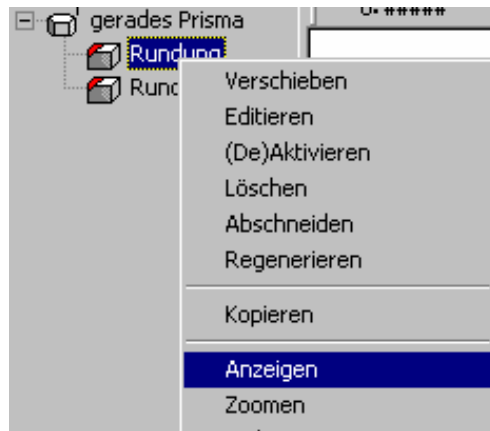 gerades Prisma
Rundung
Verschieben
Editieren
(De)Aktivieren
Löschen
Abschneiden
Regenerieren
Kopieren
Anzeigen
Zoomen